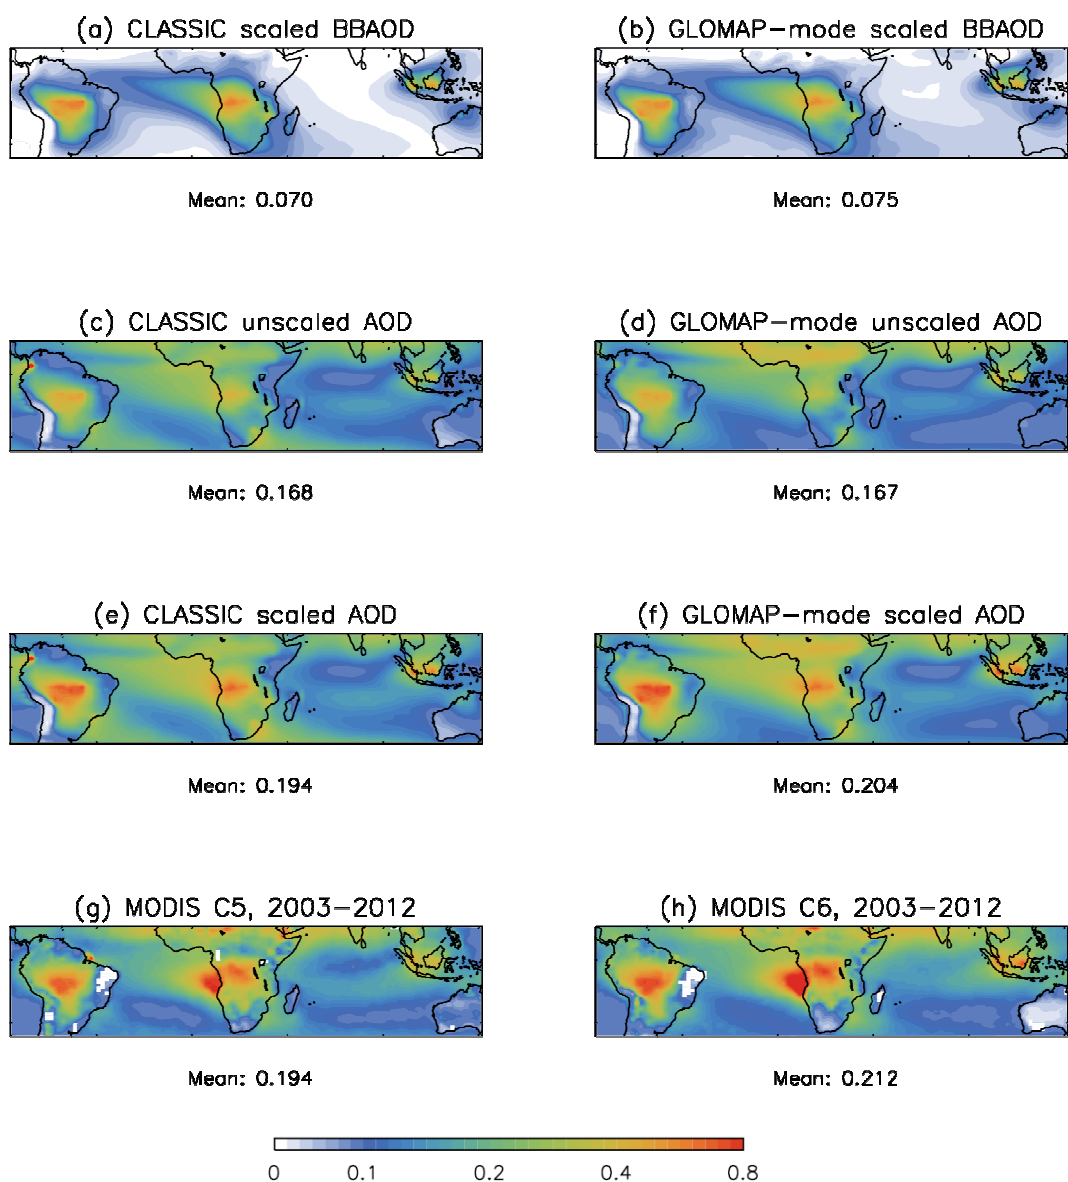 (a) CLASSIC scaled BBAOD
(b) GLOMAP-mode scaled BBAOD
Mean: 0.070
Mean: 0.075
(c) CLASSIC unscaled AOD
(d) GLOMAP-mode unscaled AOD
Mean: 0.168
Mean: 0.167
(e) CLASSIC scaled AOD
(f) GLOMAP-mode scaled AOD
Mean: 0.194
Mean: 0.204
(g) MODIS C5, 2003-2012
(h) MODIS C6, 2003-2012
Mean: 0.194
Mean: 0.212
0 0.1 0.2 0.4 0.8